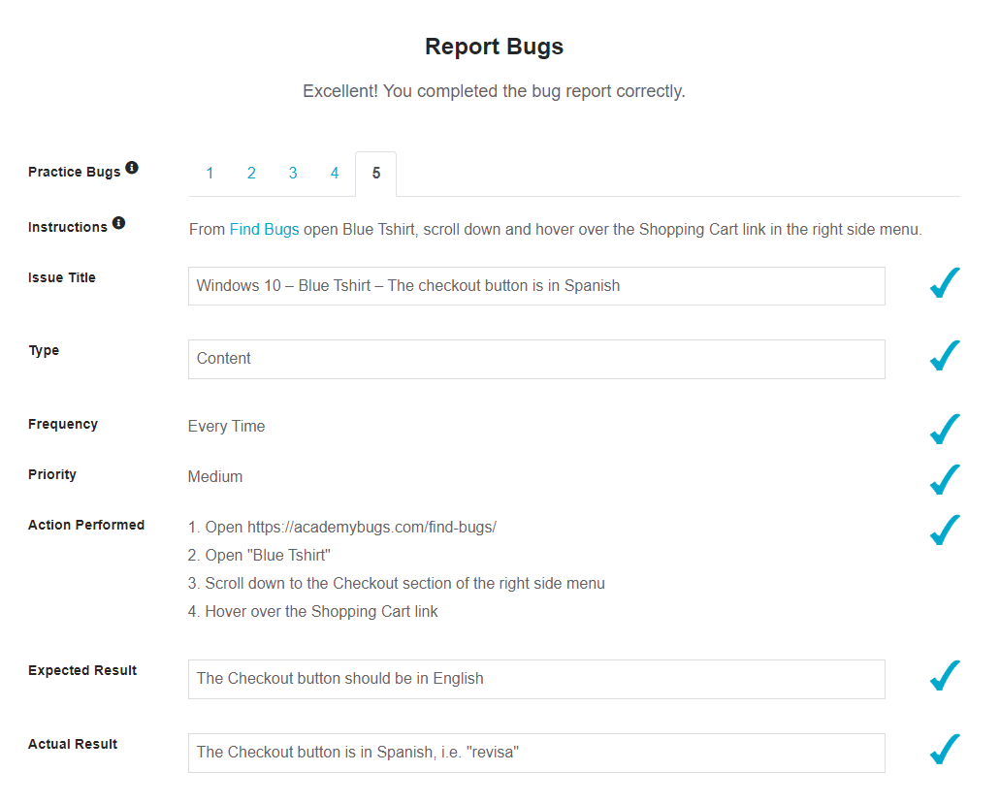 Report Bugs
Excellent! You completed the bug report correctly.
Practice Bugs
1 2 3 4 5
Instructions
From Find Bugs open Blue Tshirt, scroll down and hover over the Shopping Cart link in the right side menu.
Issue Title
Windows 10 – Blue Tshirt – The checkout button is in Spanish
Type
Content
Frequency
Every Time
Priority
Medium
Action Performed
1. Open https://academybugs.com/find-bugs/
2. Open "Blue Tshirt"
3. Scroll down to the Checkout section of the right side menu
4. Hover over the Shopping Cart link
Expected Result
The Checkout button should be in English
Actual Result
The Checkout button is in Spanish, i.e. "revisa"